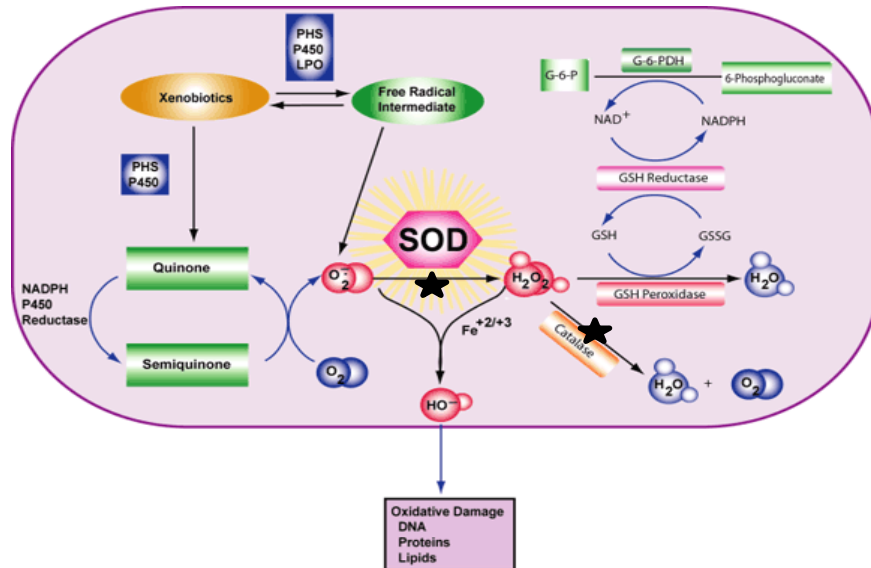 PHS
P450
LPO
Xenobiotics
Free Radical
Intermediate
G-6-P
G-6-PDH
6-Phosphogluconate
NAD+
NADPH
PHS
P450
GSH Reductase
SOD
GSH
GSSG
Quinone
O2-
H2O2
H2O
GSH Peroxidase
NADPH
P450
Reductase
Fe+2/+3
Catalase
Semiquinone
O2
H2O + O2
HO–
Oxidative Damage
DNA
Proteins
Lipids